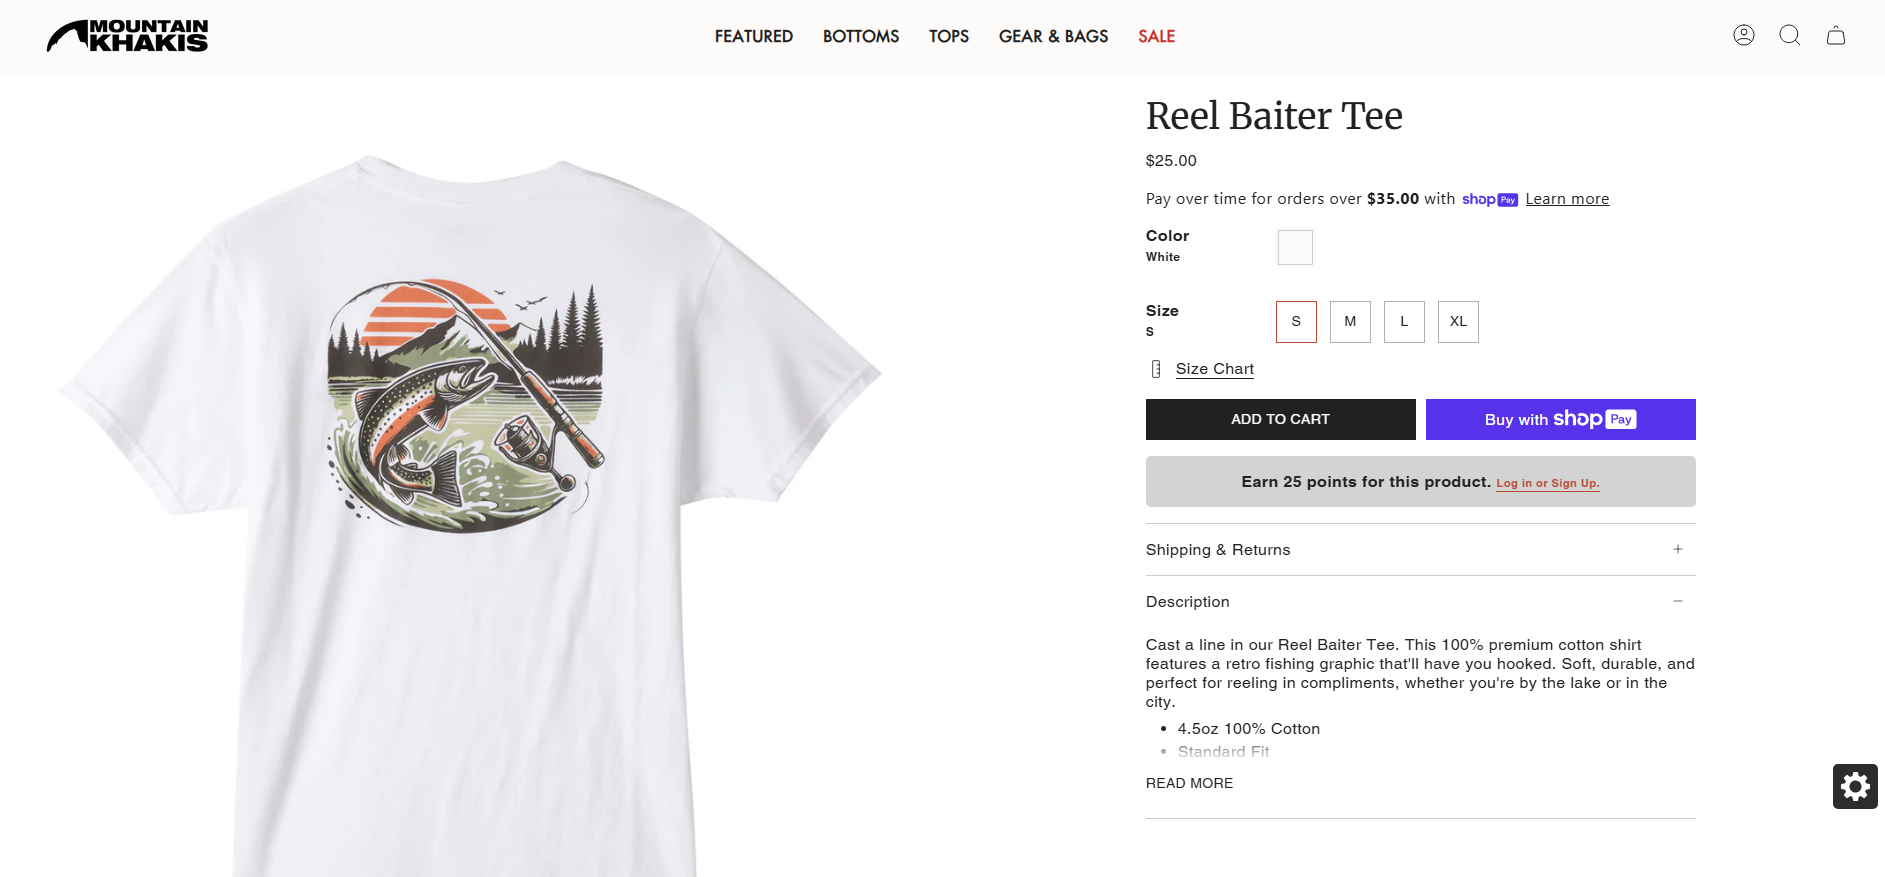 MOUNTAIN
KHAKIS
FEATURED BOTTOMS TOPS GEAR & BAGS SALE
Reel Baiter Tee
$25.00
Pay over time for orders over $35.00 with shop Pay Learn more
Color
White
Size
S
S M L XL
Size Chart
ADD TO CART
Buy with shop Pay
Earn 25 points for this product. Log in or Sign Up.
Shipping & Returns +
Description −
Cast a line in our Reel Baiter Tee. This 100% premium cotton shirt
features a retro fishing graphic that'll have you hooked. Soft, durable, and
perfect for reeling in compliments, whether you're by the lake or in the
city.
• 4.5oz 100% Cotton
• Standard Fit
READ MORE